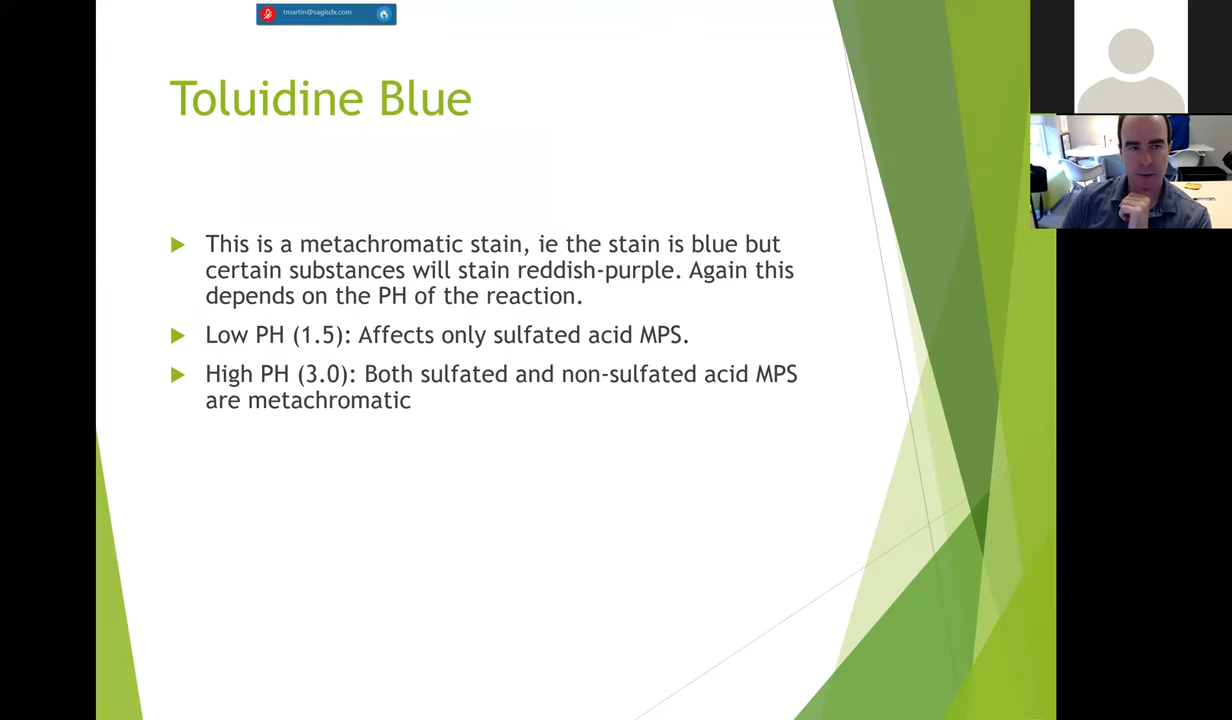 tmartin@sagisdx.com
Toluidine Blue
This is a metachromatic stain, ie the stain is blue but
certain substances will stain reddish-purple. Again this
depends on the PH of the reaction.
Low PH (1.5): Affects only sulfated acid MPS.
High PH (3.0): Both sulfated and non-sulfated acid MPS
are metachromatic